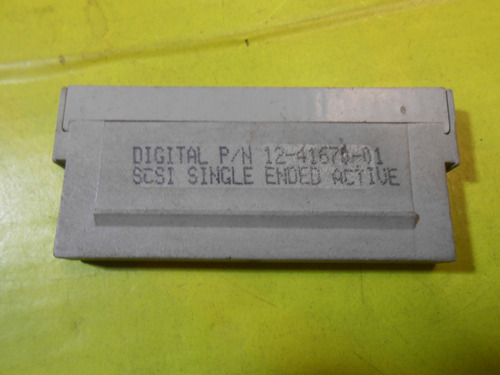 DIGITAL P/N 12-41670-01
SCSI SINGLE ENDED ACTIVE